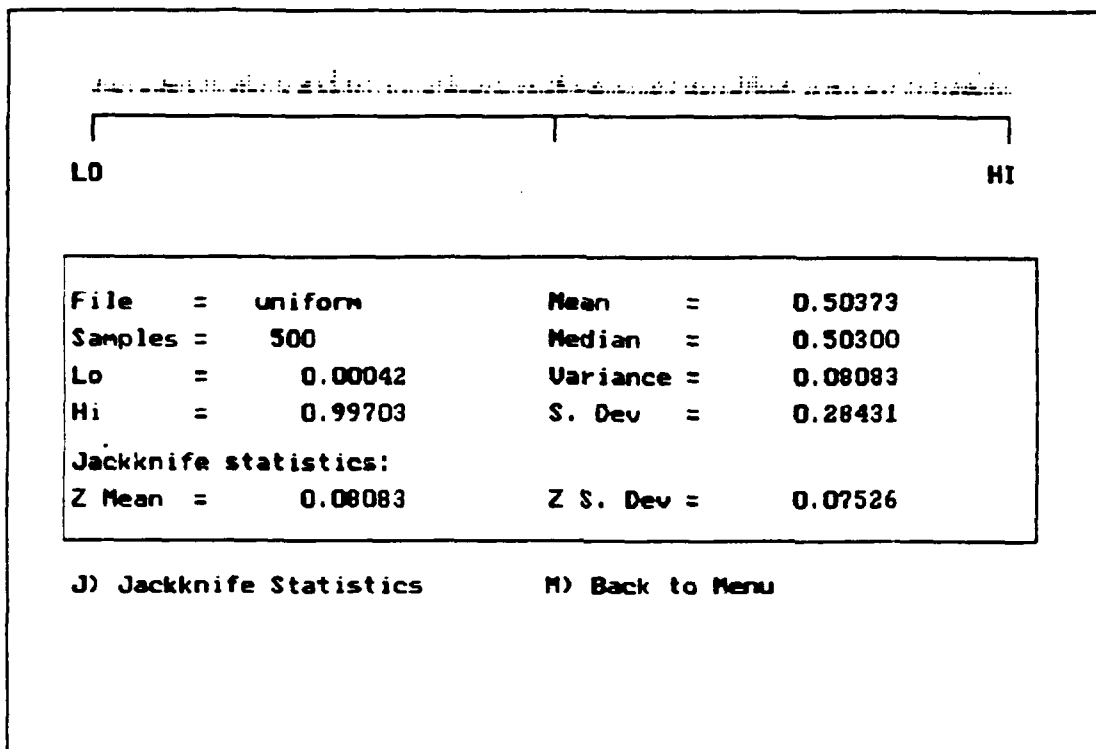 LO HI
File = uniform Mean = 0.50373
Samples = 500 Median = 0.50300
Lo = 0.00042 Variance = 0.08083
Hi = 0.99703 S. Dev = 0.28431
Jackknife statistics:
Z Mean = 0.08083 Z S. Dev = 0.07526
J) Jackknife Statistics M) Back to Menu